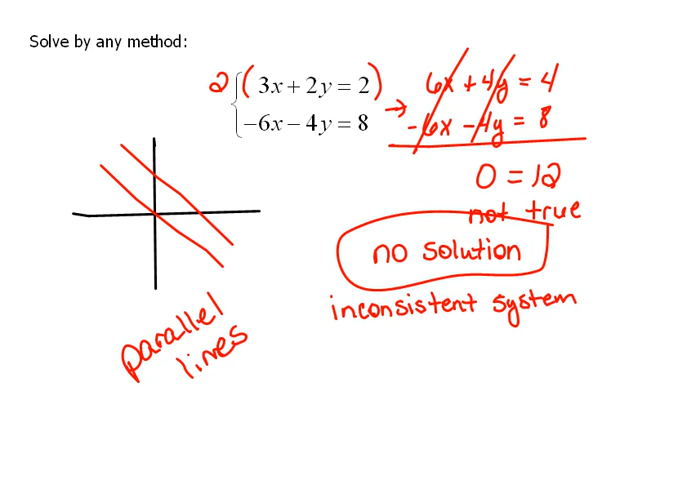 Solve by any method:
2 ( 3x + 2y = 2 )
−6x − 4y = 8
6x + 4y = 4
-6x - 4y = 8
0 = 12
not true
no solution
inconsistent system
parallel
lines